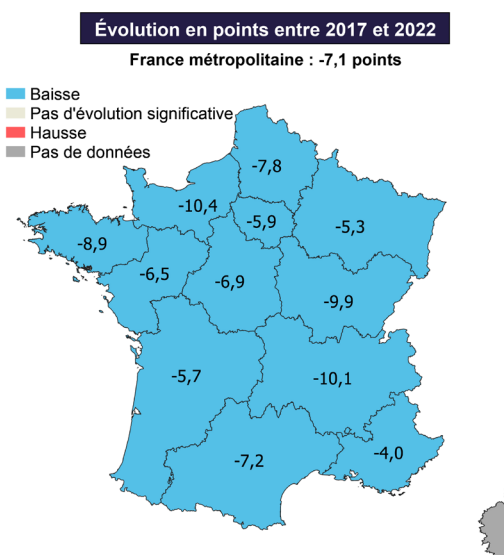 Évolution en points entre 2017 et 2022
France métropolitaine : -7,1 points
Baisse
Pas d'évolution significative
Hausse
Pas de données
-7,8
-10,4
-5,9
-5,3
-8,9
-6,5
-6,9
-9,9
-5,7
-10,1
-7,2
-4,0